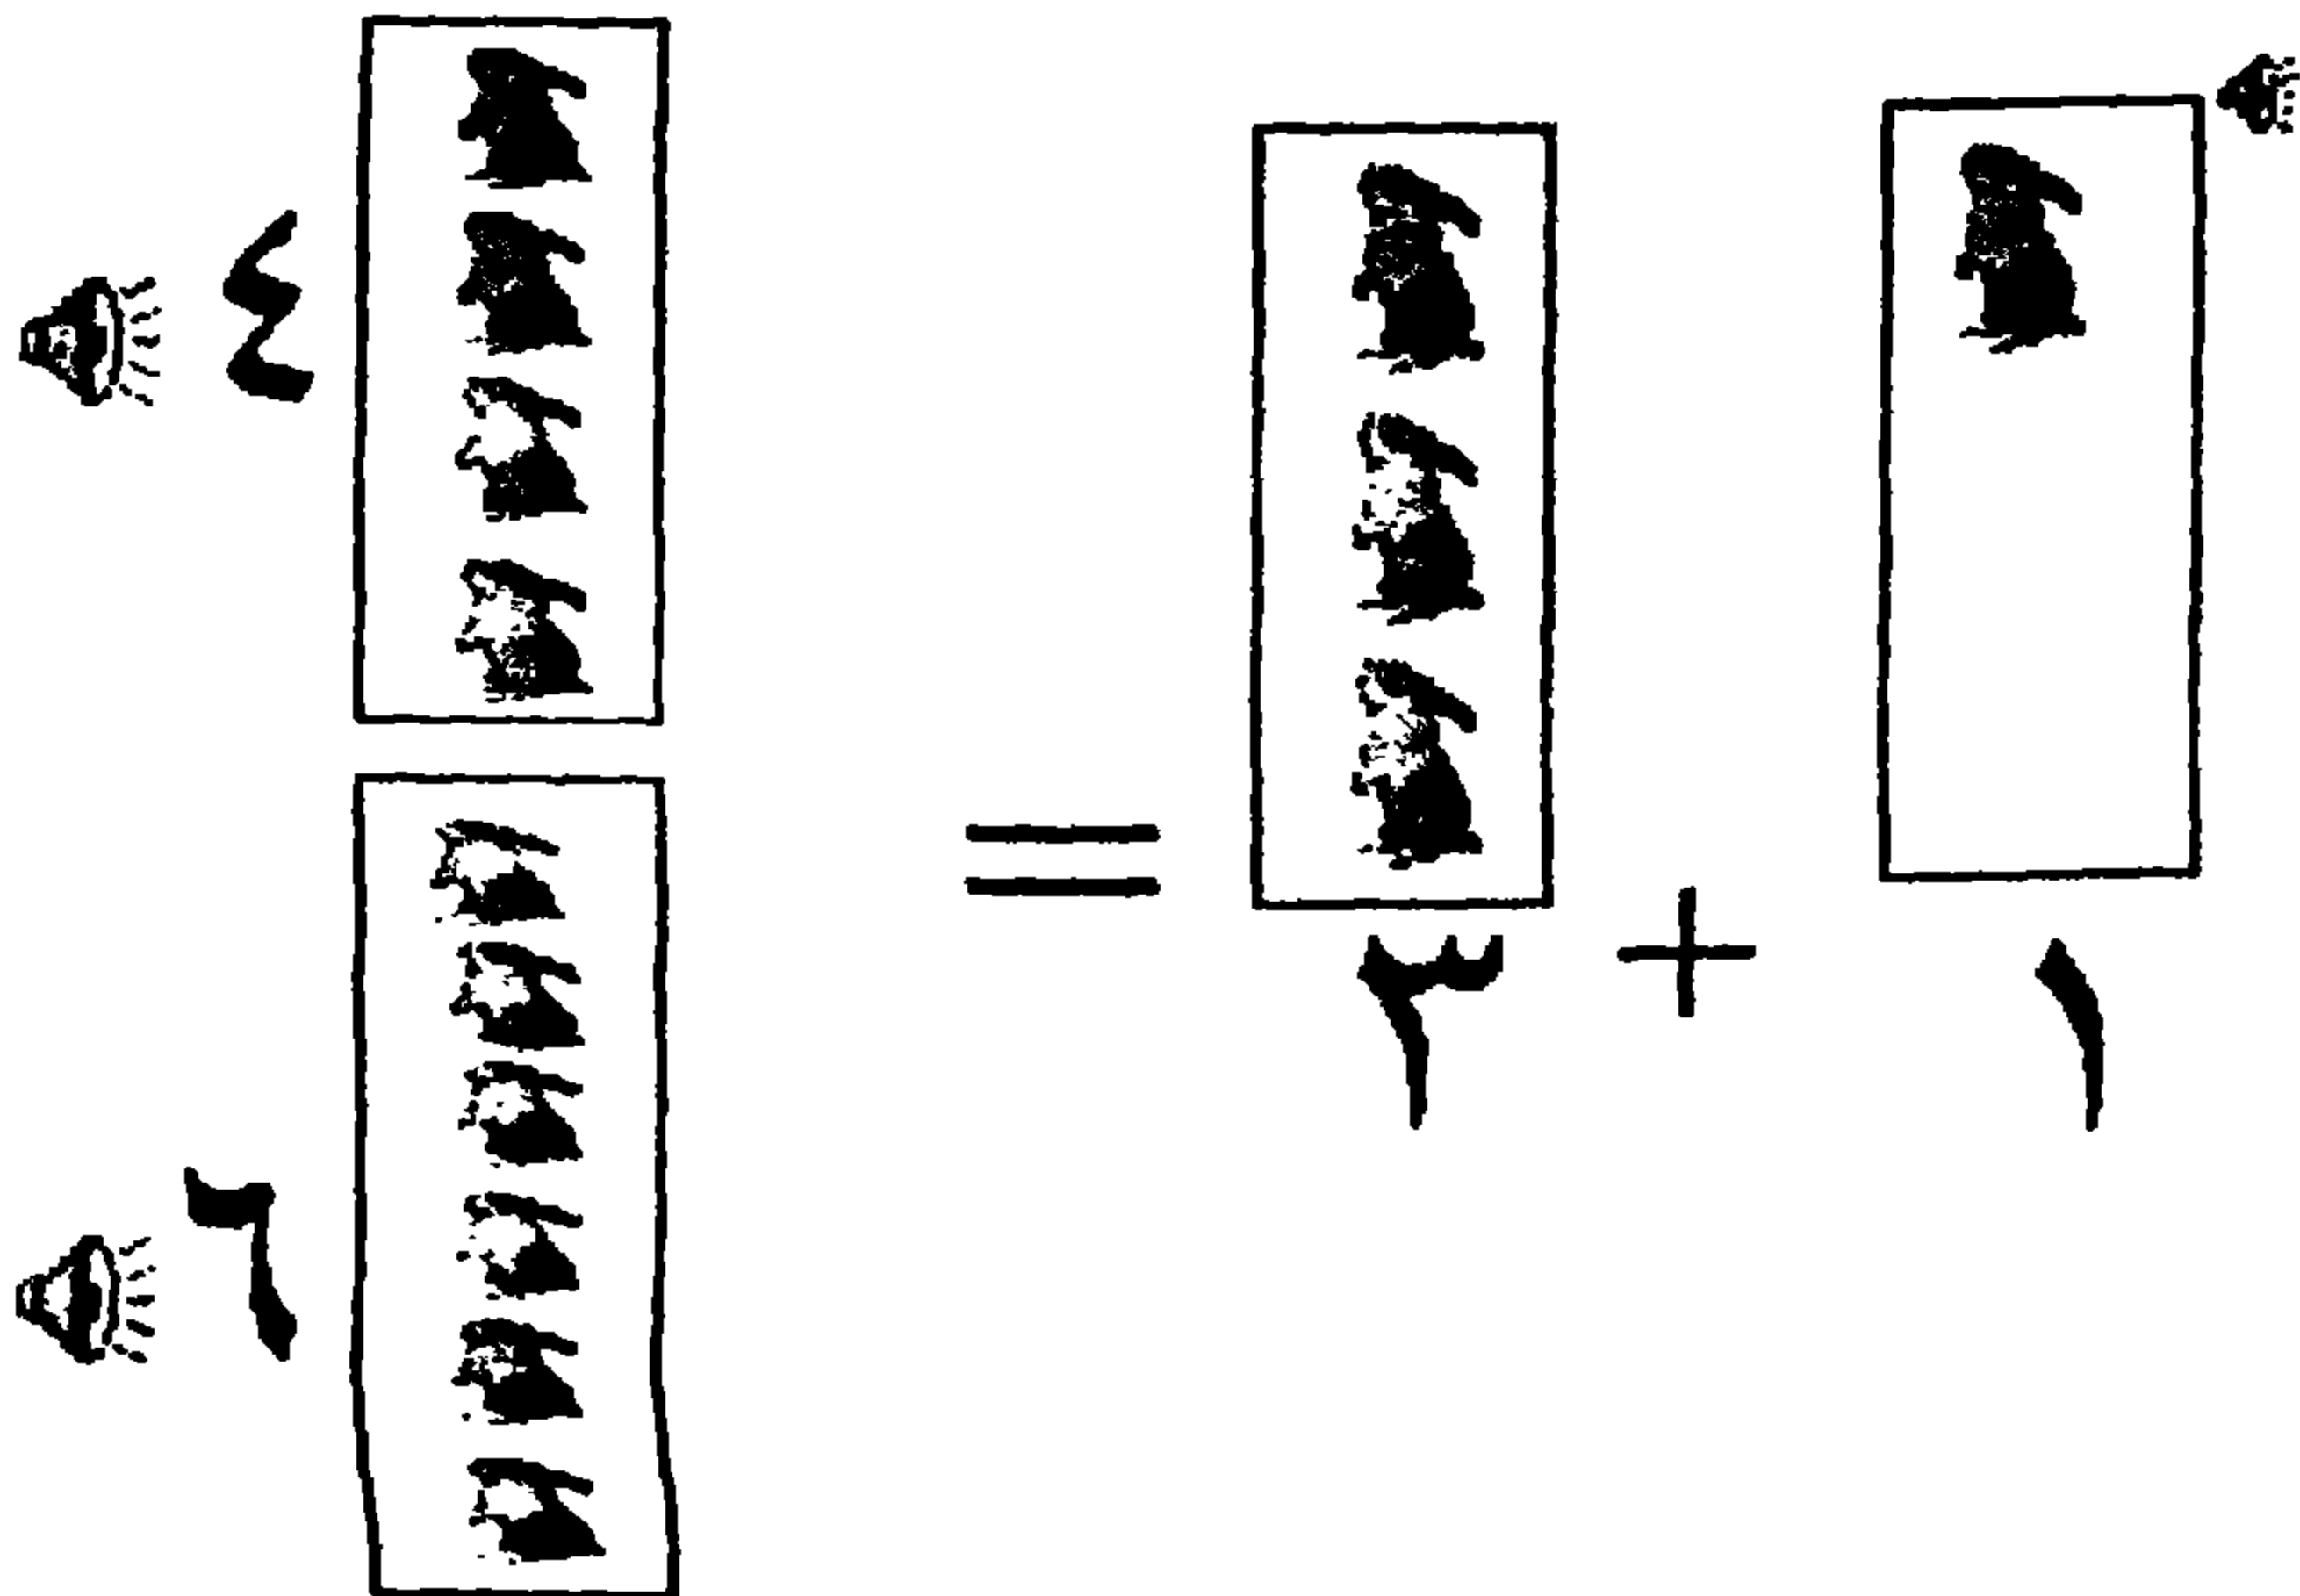 ٤
١ + ٣ =
٦